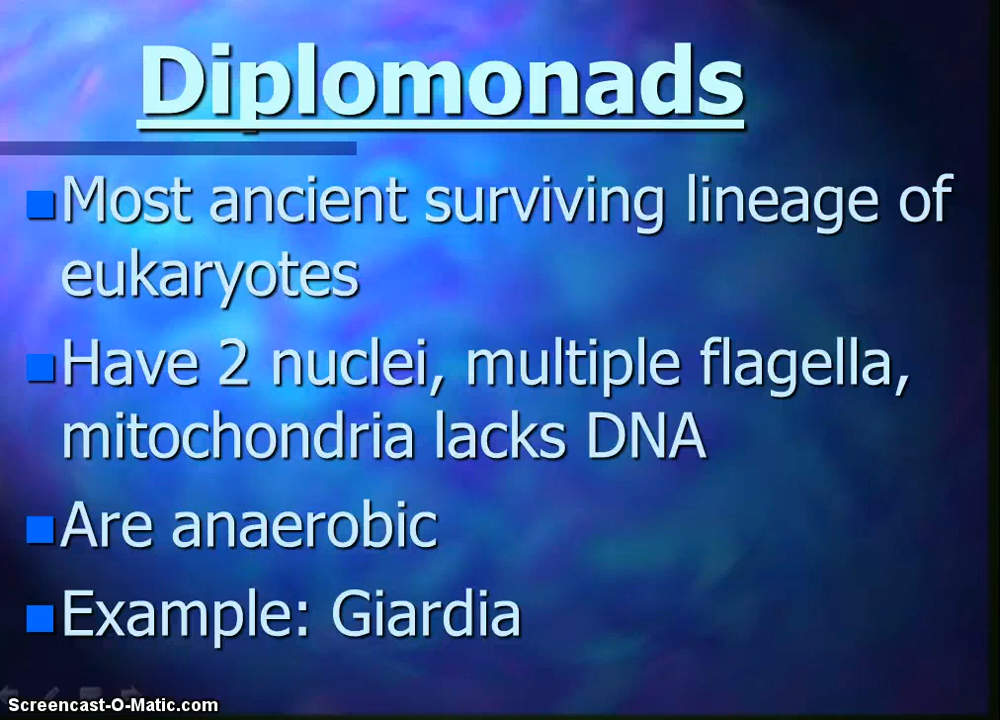 Diplomonads
Most ancient surviving lineage of
eukaryotes
Have 2 nuclei, multiple flagella,
mitochondria lacks DNA
Are anaerobic
Example: Giardia
Screencast-O-Matic.com